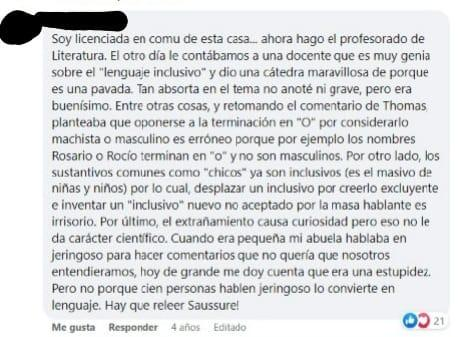 Soy licenciada en comu de esta casa... ahora hago el profesorado de
Literatura. El otro día le contábamos a una docente que es muy genia
sobre el "lenguaje inclusivo" y dio una cátedra maravillosa de porque
es una pavada. Tan absorta en el tema no anoté ni grave, pero era
buenísimo. Entre otras cosas, y retomando el comentario de Thomas,
planteaba que oponerse a la terminación en "O" por considerarlo
machista o masculino es erróneo porque por ejemplo los nombres
Rosario o Rocío terminan en "o" y no son masculinos. Por otro lado, los
sustantivos comunes como "chicos" ya son inclusivos (es el masivo de
niñas y niños) por lo cual, desplazar un inclusivo por creerlo excluyente
e inventar un "inclusivo" nuevo no aceptado por la masa hablante es
irrisorio. Por último, el extrañamiento causa curiosidad pero eso no le
da carácter científico. Cuando era pequeña mi abuela hablaba en
jeringoso para hacer comentarios que no quería que nosotros
entendieramos, hoy de grande me doy cuenta que era una estupidez.
Pero no porque cien personas hablen jeringoso lo convierte en
lenguaje. Hay que releer Saussure!
21
Me gusta Responder 4 años Editado